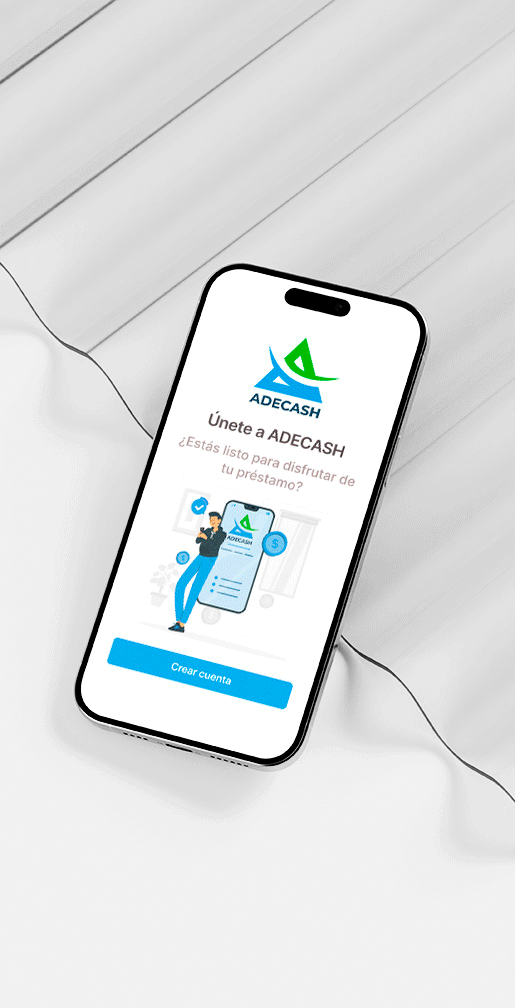 ADECASH
Únete a ADECASH
¿Estás listo para disfrutar de
tu préstamo?
ADECASH
$
$
Crear cuenta